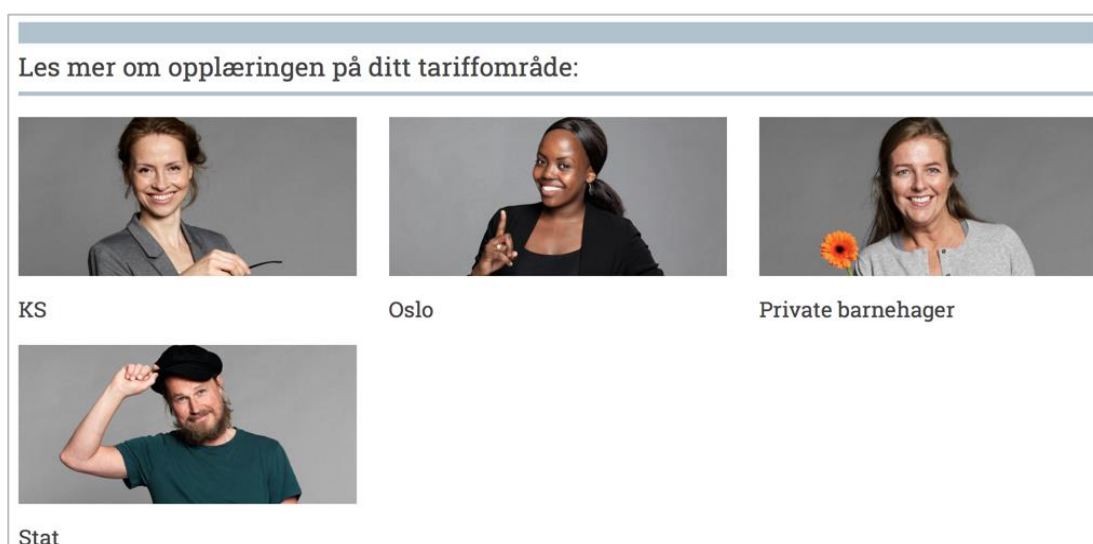 Les mer om opplæringen på ditt tariffområde:
KS
Oslo
Private barnehager
Stat